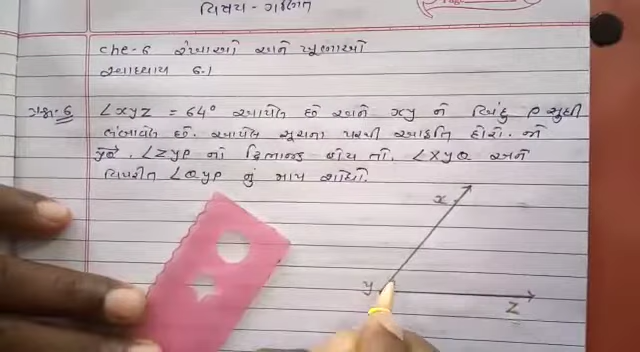 વિષય - ગણિત
che-6 રેખાઓ અને ખૂણાઓ
સ્વાધ્યાય 6.1
પ્રશ્ન-6 ∠XYZ = 64° આપેલ છે અને XY ને બિંદુ P સુધી
લંબાવેલ છે. આપેલ સૂચના પરથી આકૃતિ દોરો. જો
YQ, ∠ZYP નો દ્વિભાજક હોય તો. ∠XYQ અને
વિપરીત ∠QYP નું માપ શોધો.
X
Y
Z